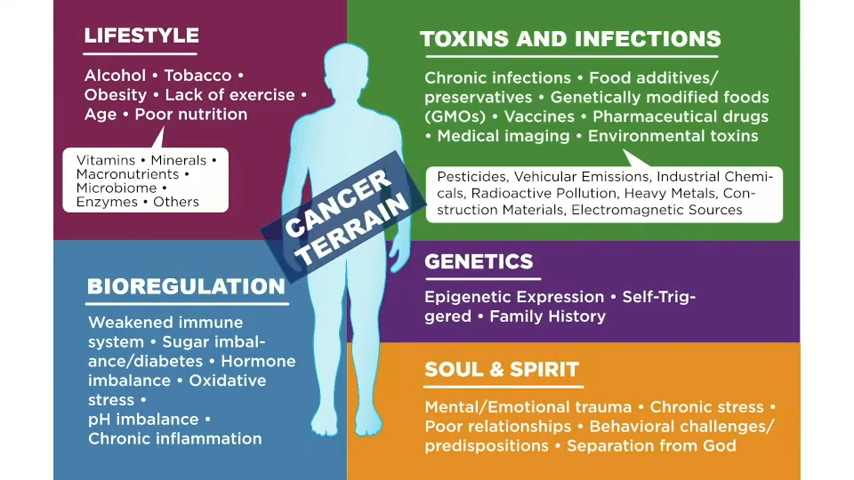 LIFESTYLE
Alcohol • Tobacco •
Obesity • Lack of exercise •
Age • Poor nutrition
Vitamins • Minerals •
Macronutrients •
Microbiome •
Enzymes • Others
TOXINS AND INFECTIONS
Chronic infections • Food additives/
preservatives • Genetically modified foods
(GMOs) • Vaccines • Pharmaceutical drugs
• Medical imaging • Environmental toxins
Pesticides, Vehicular Emissions, Industrial Chemi-
cals, Radioactive Pollution, Heavy Metals, Con-
struction Materials, Electromagnetic Sources
CANCER
TERRAIN
BIOREGULATION
Weakened immune
system • Sugar imbal-
ance/diabetes • Hormone
imbalance • Oxidative
stress •
pH imbalance •
Chronic inflammation
GENETICS
Epigenetic Expression • Self-Trig-
gered • Family History
SOUL & SPIRIT
Mental/Emotional trauma • Chronic stress •
Poor relationships • Behavioral challenges/
predispositions • Separation from God